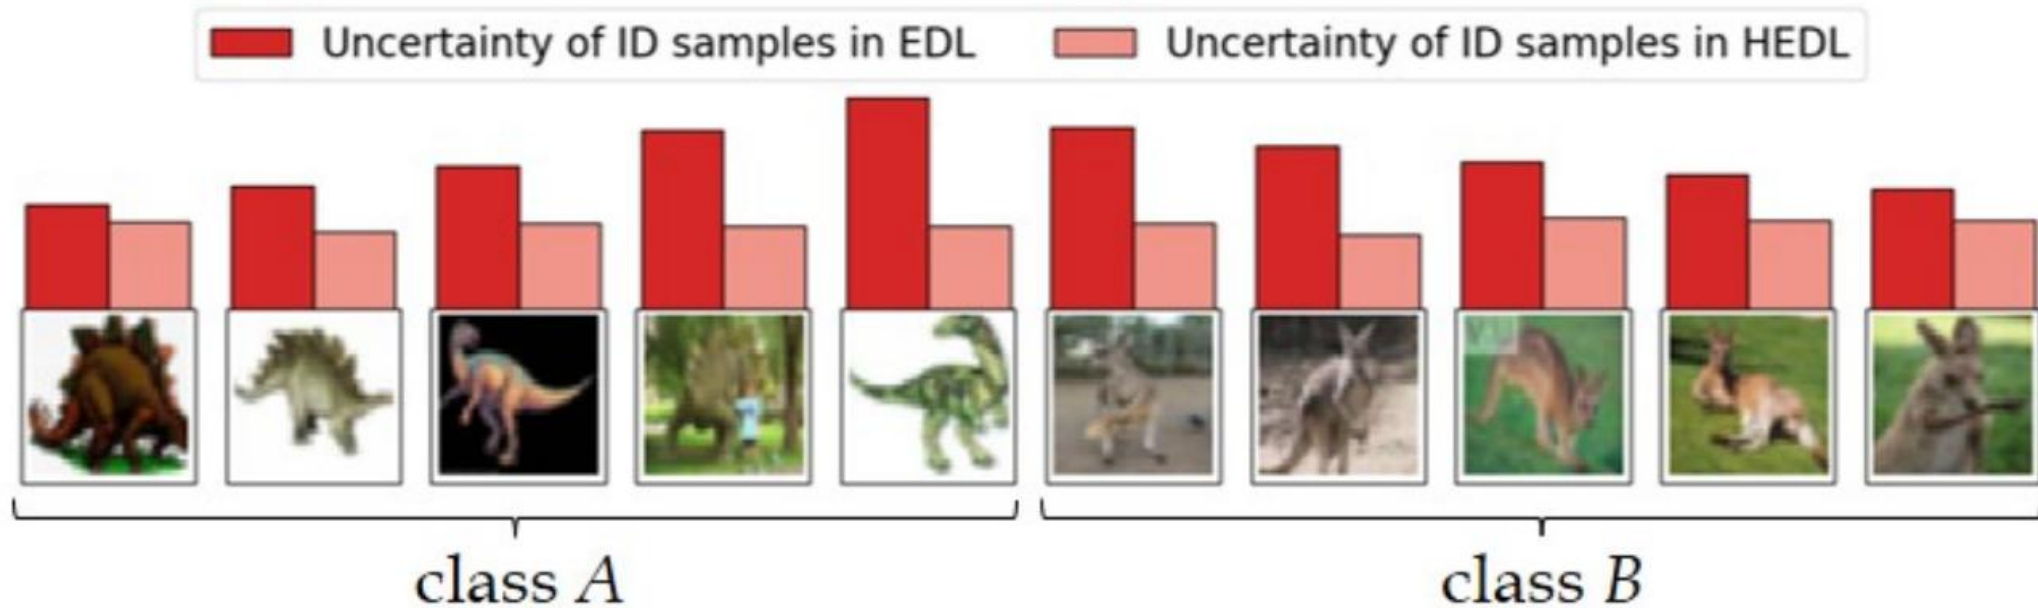 Uncertainty of ID samples in EDL Uncertainty of ID samples in HEDL
class A class B